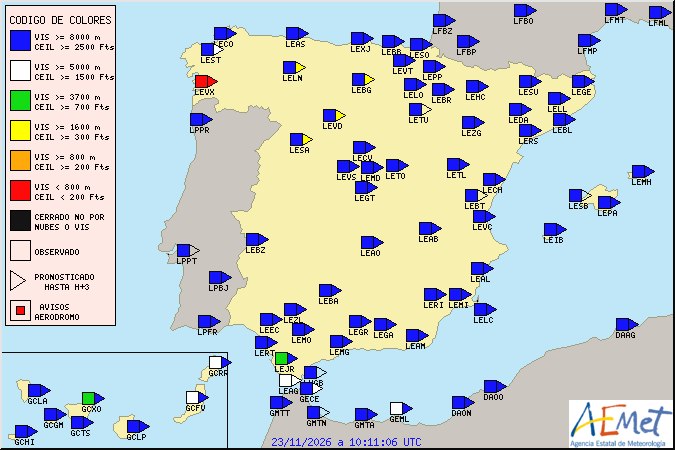 CODIGO DE COLORES
VIS >= 8000 m
CEIL >= 2500 Fts
VIS >= 5000 m
CEIL >= 1500 Fts
VIS >= 3700 m
CEIL >= 700 Fts
VIS >= 1600 m
CEIL >= 300 Fts
VIS >= 800 m
CEIL >= 200 Fts
VIS < 800 m
CEIL < 200 Fts
CERRADO NO POR
NUBES O VIS
OBSERVADO
PRONOSTICADO
HASTA H+3
AVISOS
AERODROMO
LFBO
LFMT
LFML
LFBZ
LECO
LEAS
LEXJ
LEBB
LESO
LFBP
LFMP
LEST
LEVT
LEPP
LELN
LEVX
LEBG
LELO
LEBR
LEHC
LESU
LEGE
LELL
LETU
LEDA
LEBL
LPPR
LEVD
LEZG
LERS
LESA
LECV
LEVS
LEMD
LETO
LETL
LEMH
LECH
LEGT
LEBT
LESB
LEPA
LEVC
LEAB
LEIB
LEBZ
LEAO
LPPT
LEAL
LPBJ
LEBA
LERI
LEMI
LEZL
LELC
LPFR
LEEC
LEMO
LEGR
LEGA
DAAG
LEAM
LERT
LEMG
LEJR
GCRR
LXGB
LEAG
GECE
DAOO
GCLA
GCXO
GCFV
GMTT
DAON
GEML
GCGM
GMTN
GMTA
GCTS
GCLP
GCHI
23/11/2026 a 10:11:06 UTC
AEMet
Agencia Estatal de Meteorología